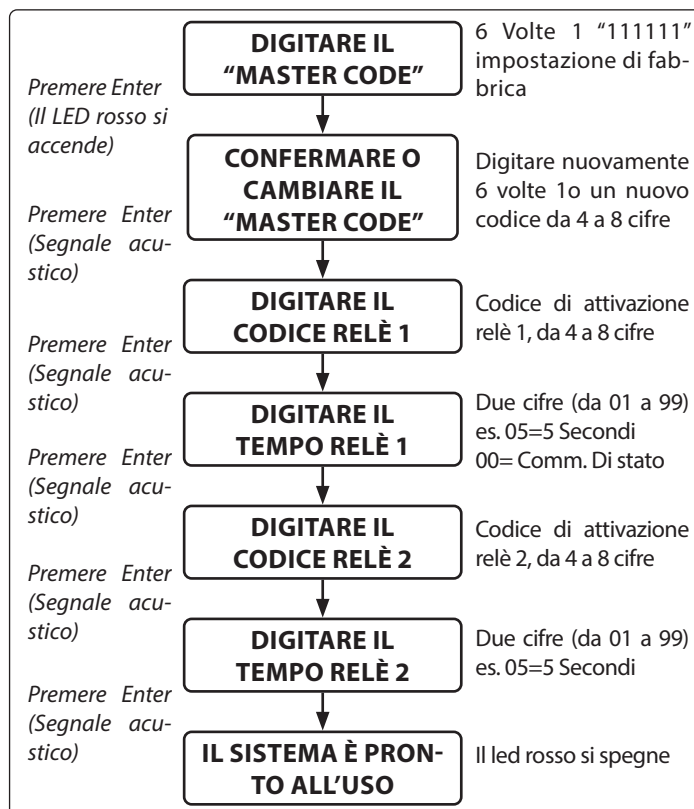 DIGITARE IL
“MASTER CODE”
6 Volte 1 “111111”
impostazione di fab-
brica
Premere Enter
(Il LED rosso si
accende)
CONFERMARE O
CAMBIARE IL
“MASTER CODE”
Digitare nuovamente
6 volte 1o un nuovo
codice da 4 a 8 cifre
Premere Enter
(Segnale acu-
stico)
DIGITARE IL
CODICE RELÈ 1
Codice di attivazione
relè 1, da 4 a 8 cifre
Premere Enter
(Segnale acu-
stico)
DIGITARE IL
TEMPO RELÈ 1
Due cifre (da 01 a 99)
es. 05=5 Secondi
00= Comm. Di stato
Premere Enter
(Segnale acu-
stico)
DIGITARE IL
CODICE RELÈ 2
Codice di attivazione
relè 2, da 4 a 8 cifre
Premere Enter
(Segnale acu-
stico)
DIGITARE IL
TEMPO RELÈ 2
Due cifre (da 01 a 99)
es. 05=5 Secondi
Premere Enter
(Segnale acu-
stico)
IL SISTEMA È PRON-
TO ALL’USO
Il led rosso si spegne